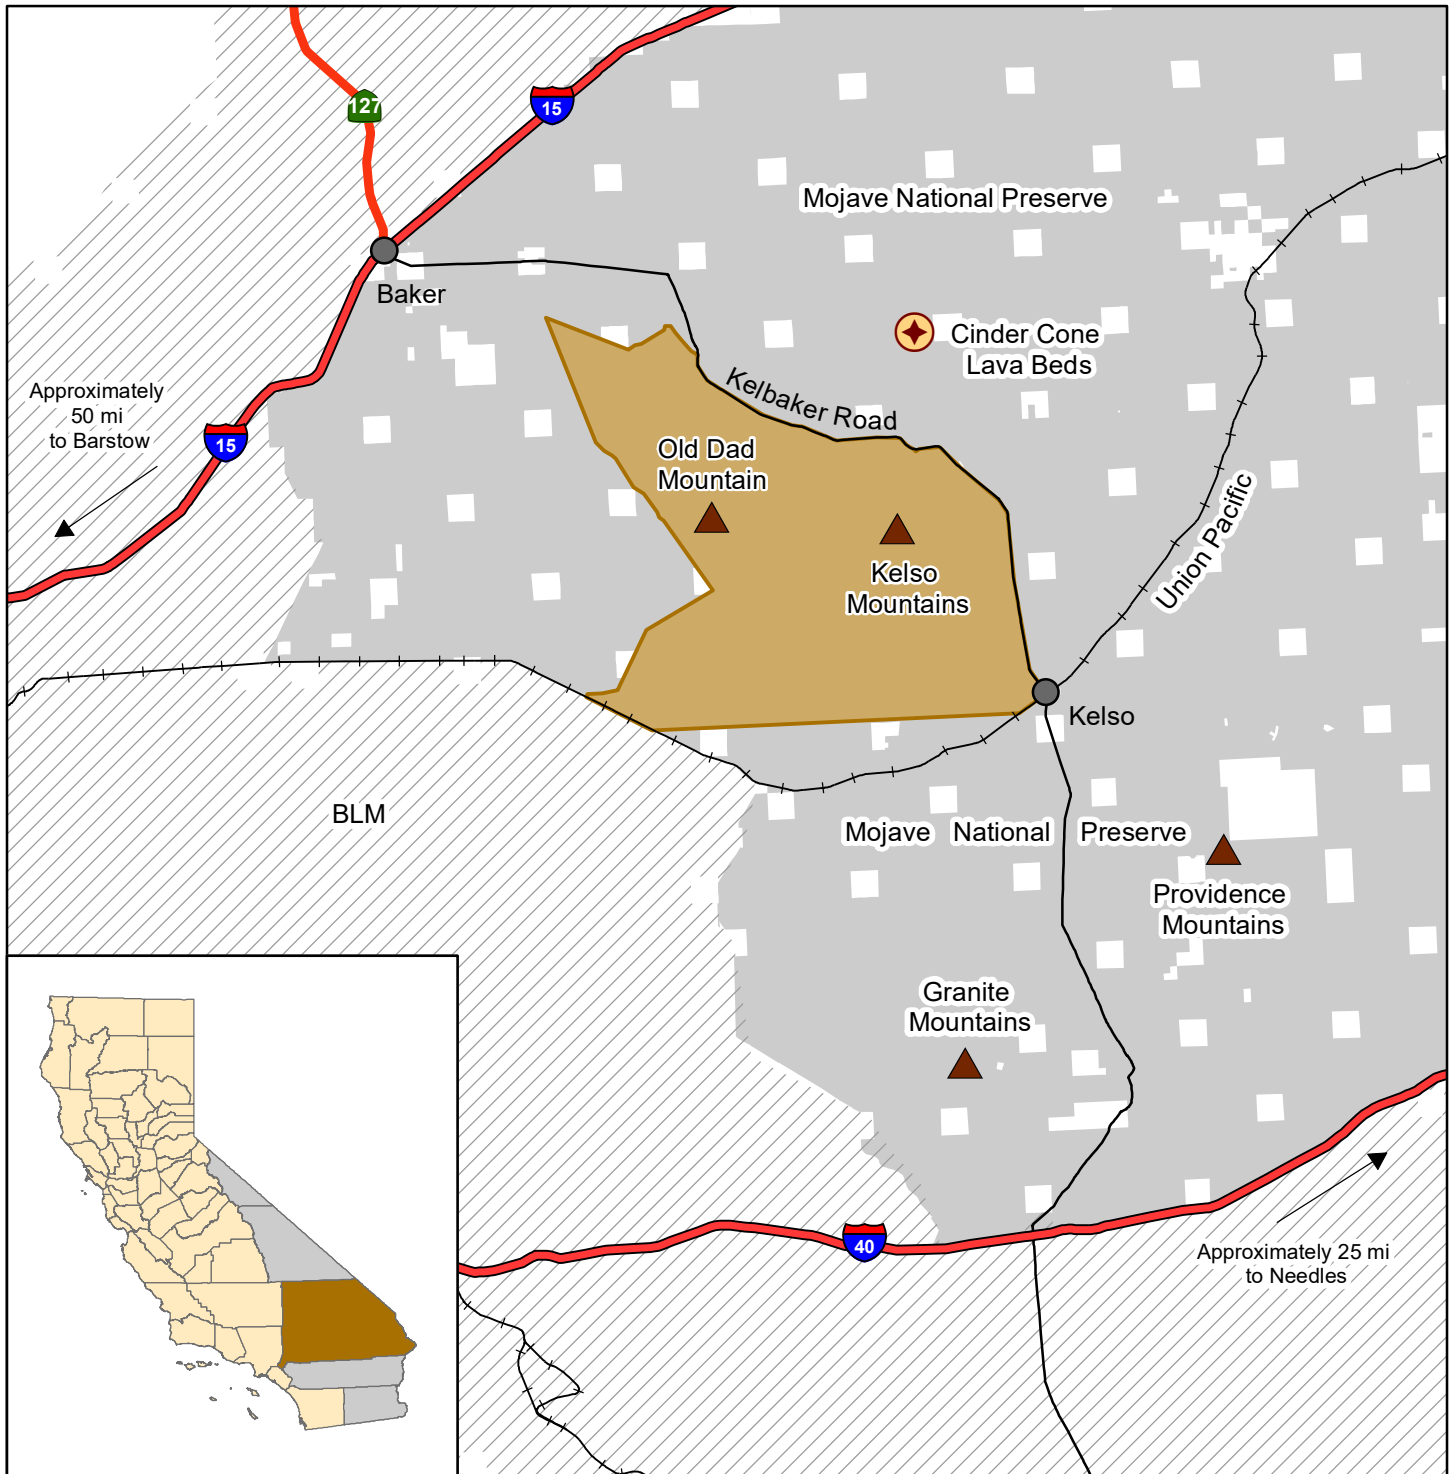 127
15
Mojave National Preserve
Baker
Cinder Cone
Lava Beds
Kelbaker Road
Approximately
50 mi
to Barstow
15
Old Dad
Mountain
Kelso
Mountains
Union Pacific
Kelso
BLM
Mojave National Preserve
Providence
Mountains
Granite
Mountains
40
Approximately 25 mi
to Needles